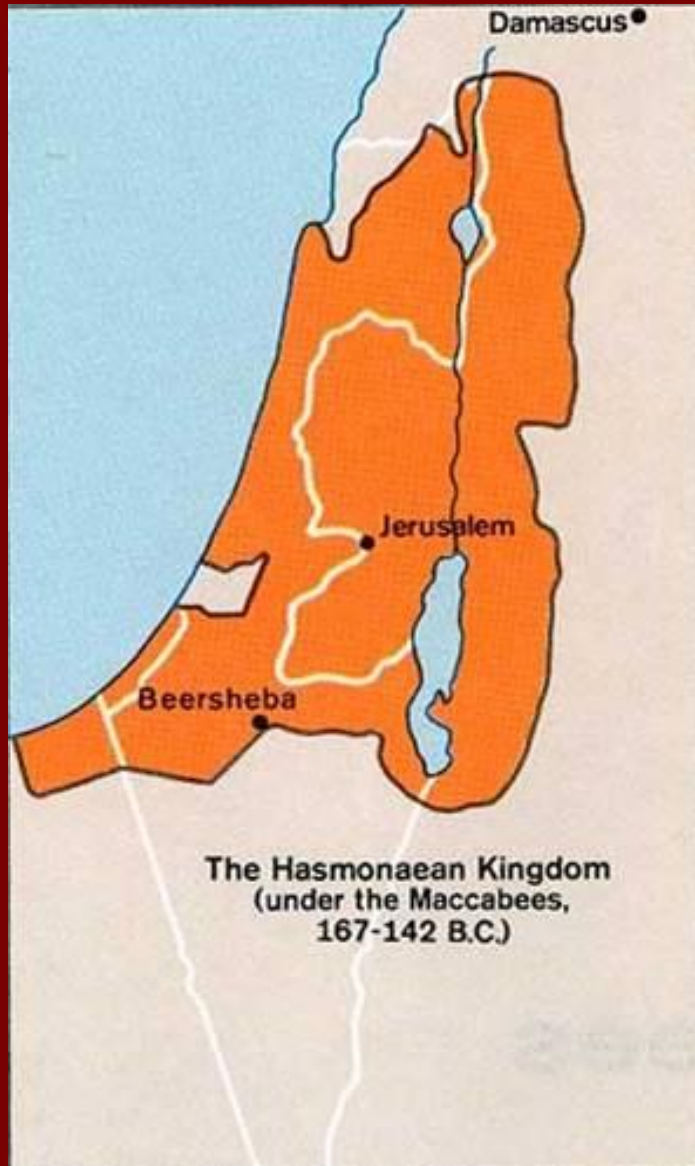 Damascus
Jerusalem
Beersheba
The Hasmonaean Kingdom
(under the Maccabees,
167-142 B.C.)